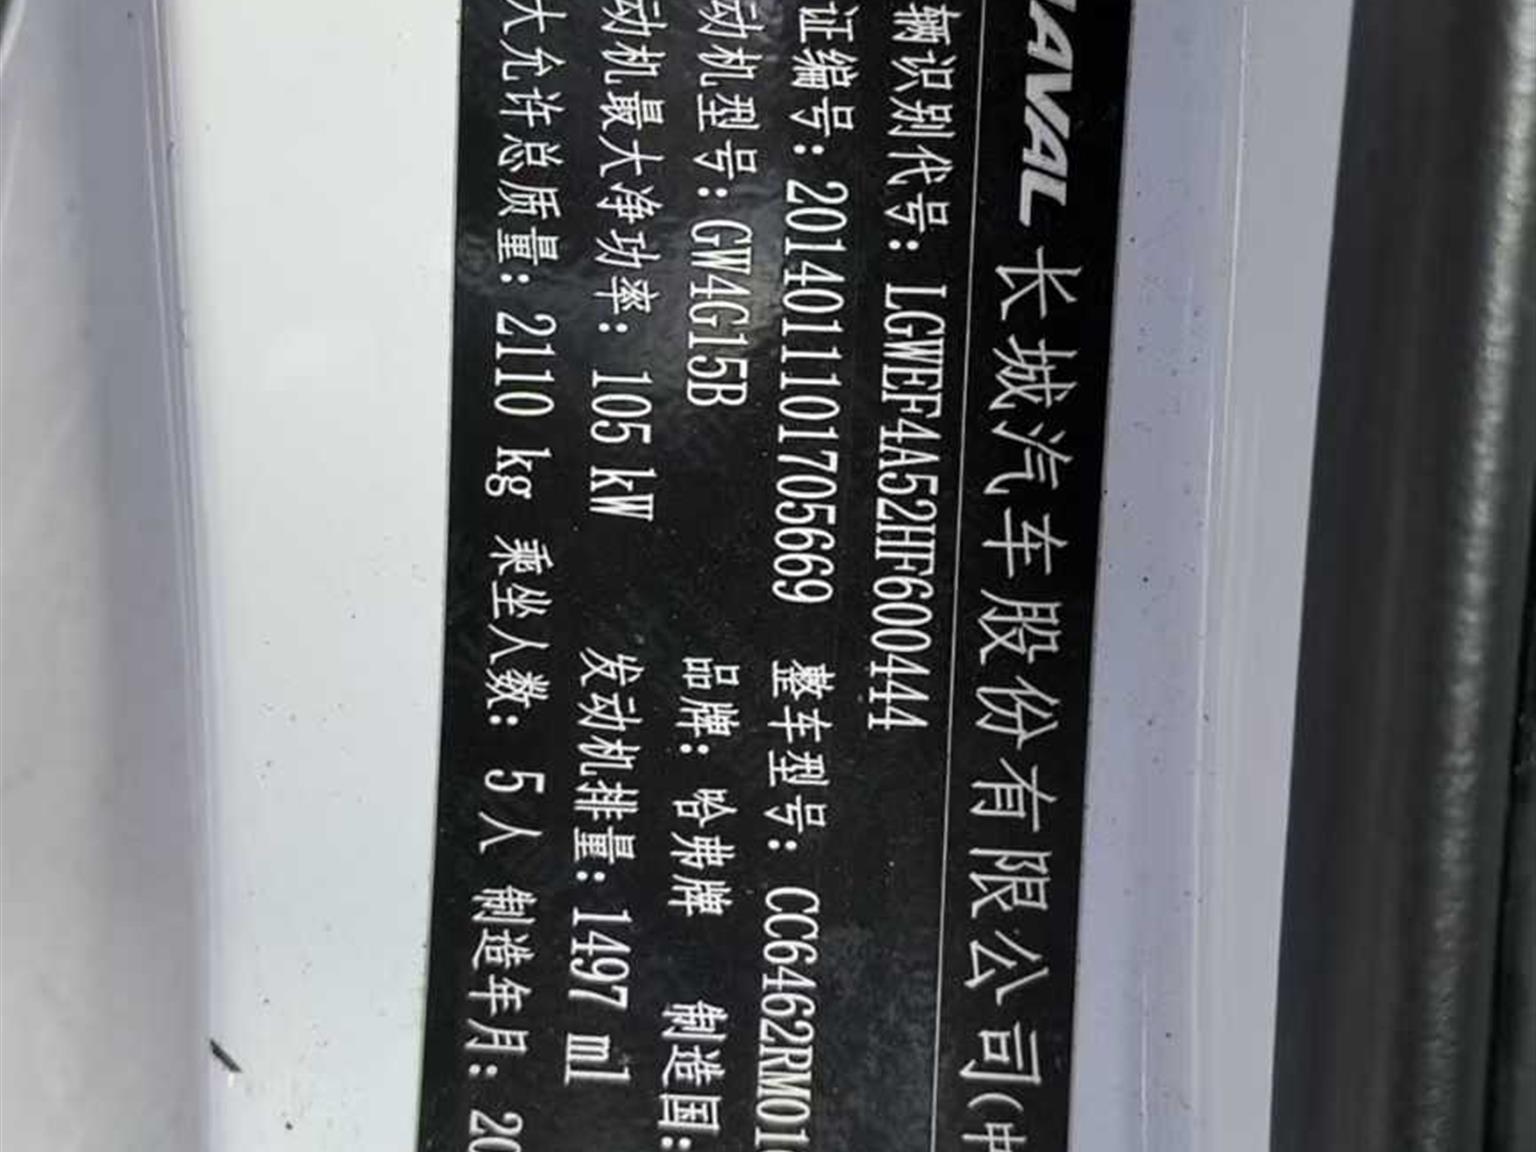 HAVAL 长城汽车股份有限公司(中
辆识别代号: LGWEF4A52HF600444
证编号: 2014011101705669 整车型号: CC6462RM01
动机型号: GW4G15B 品牌: 哈弗牌 制造国:
动机最大净功率: 105 kW 发动机排量: 1497 ml
大允许总质量: 2110 kg 乘坐人数: 5 人 制造年月: 20